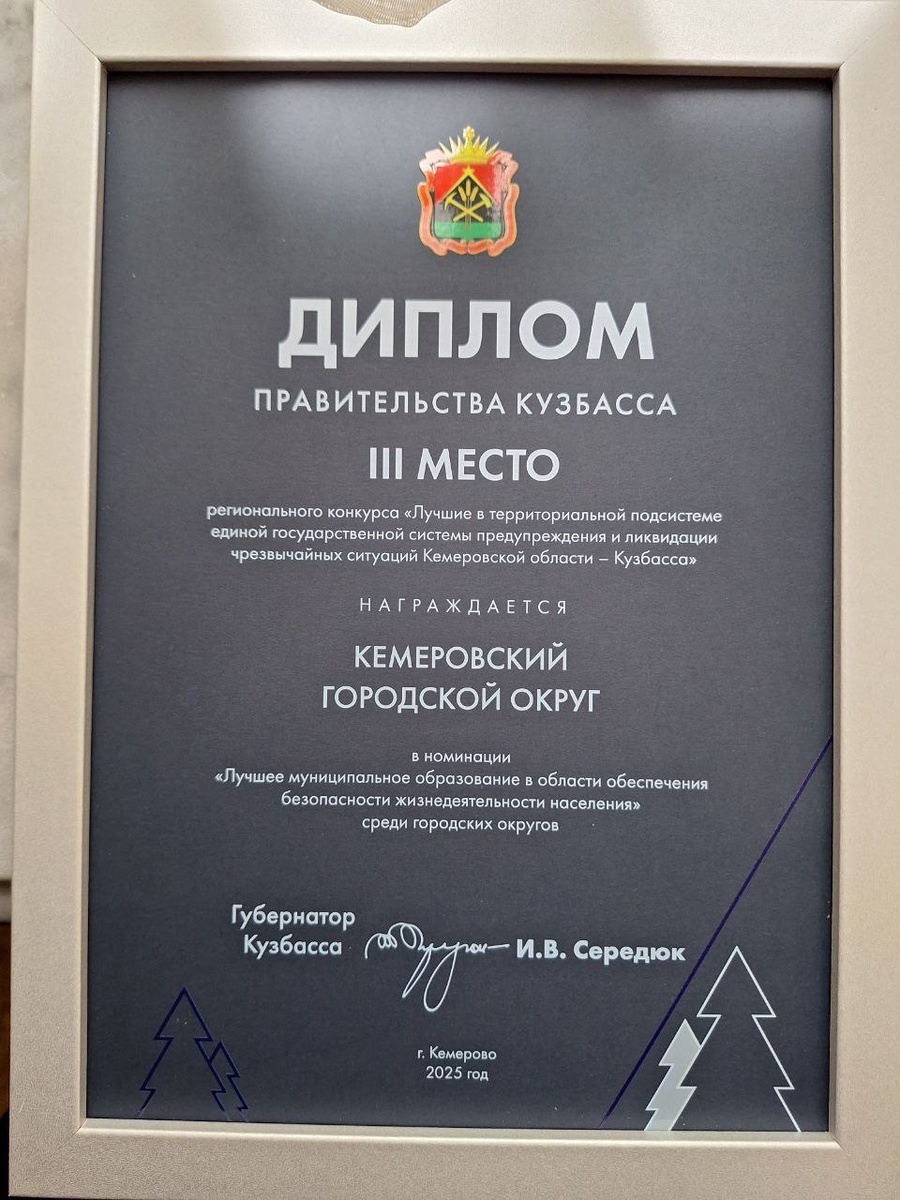 ДИПЛОМ
ПРАВИТЕЛЬСТВА КУЗБАССА
III МЕСТО
регионального конкурса «Лучшие в территориальной подсистеме
единой государственной системы предупреждения и ликвидации
чрезвычайных ситуаций Кемеровской области – Кузбасса»
НАГРАЖДАЕТСЯ
КЕМЕРОВСКИЙ
ГОРОДСКОЙ ОКРУГ
в номинации
«Лучшее муниципальное образование в области обеспечения
безопасности жизнедеятельности населения»
среди городских округов
Губернатор
Кузбасса И.В. Середюк
г. Кемерово
2025 год